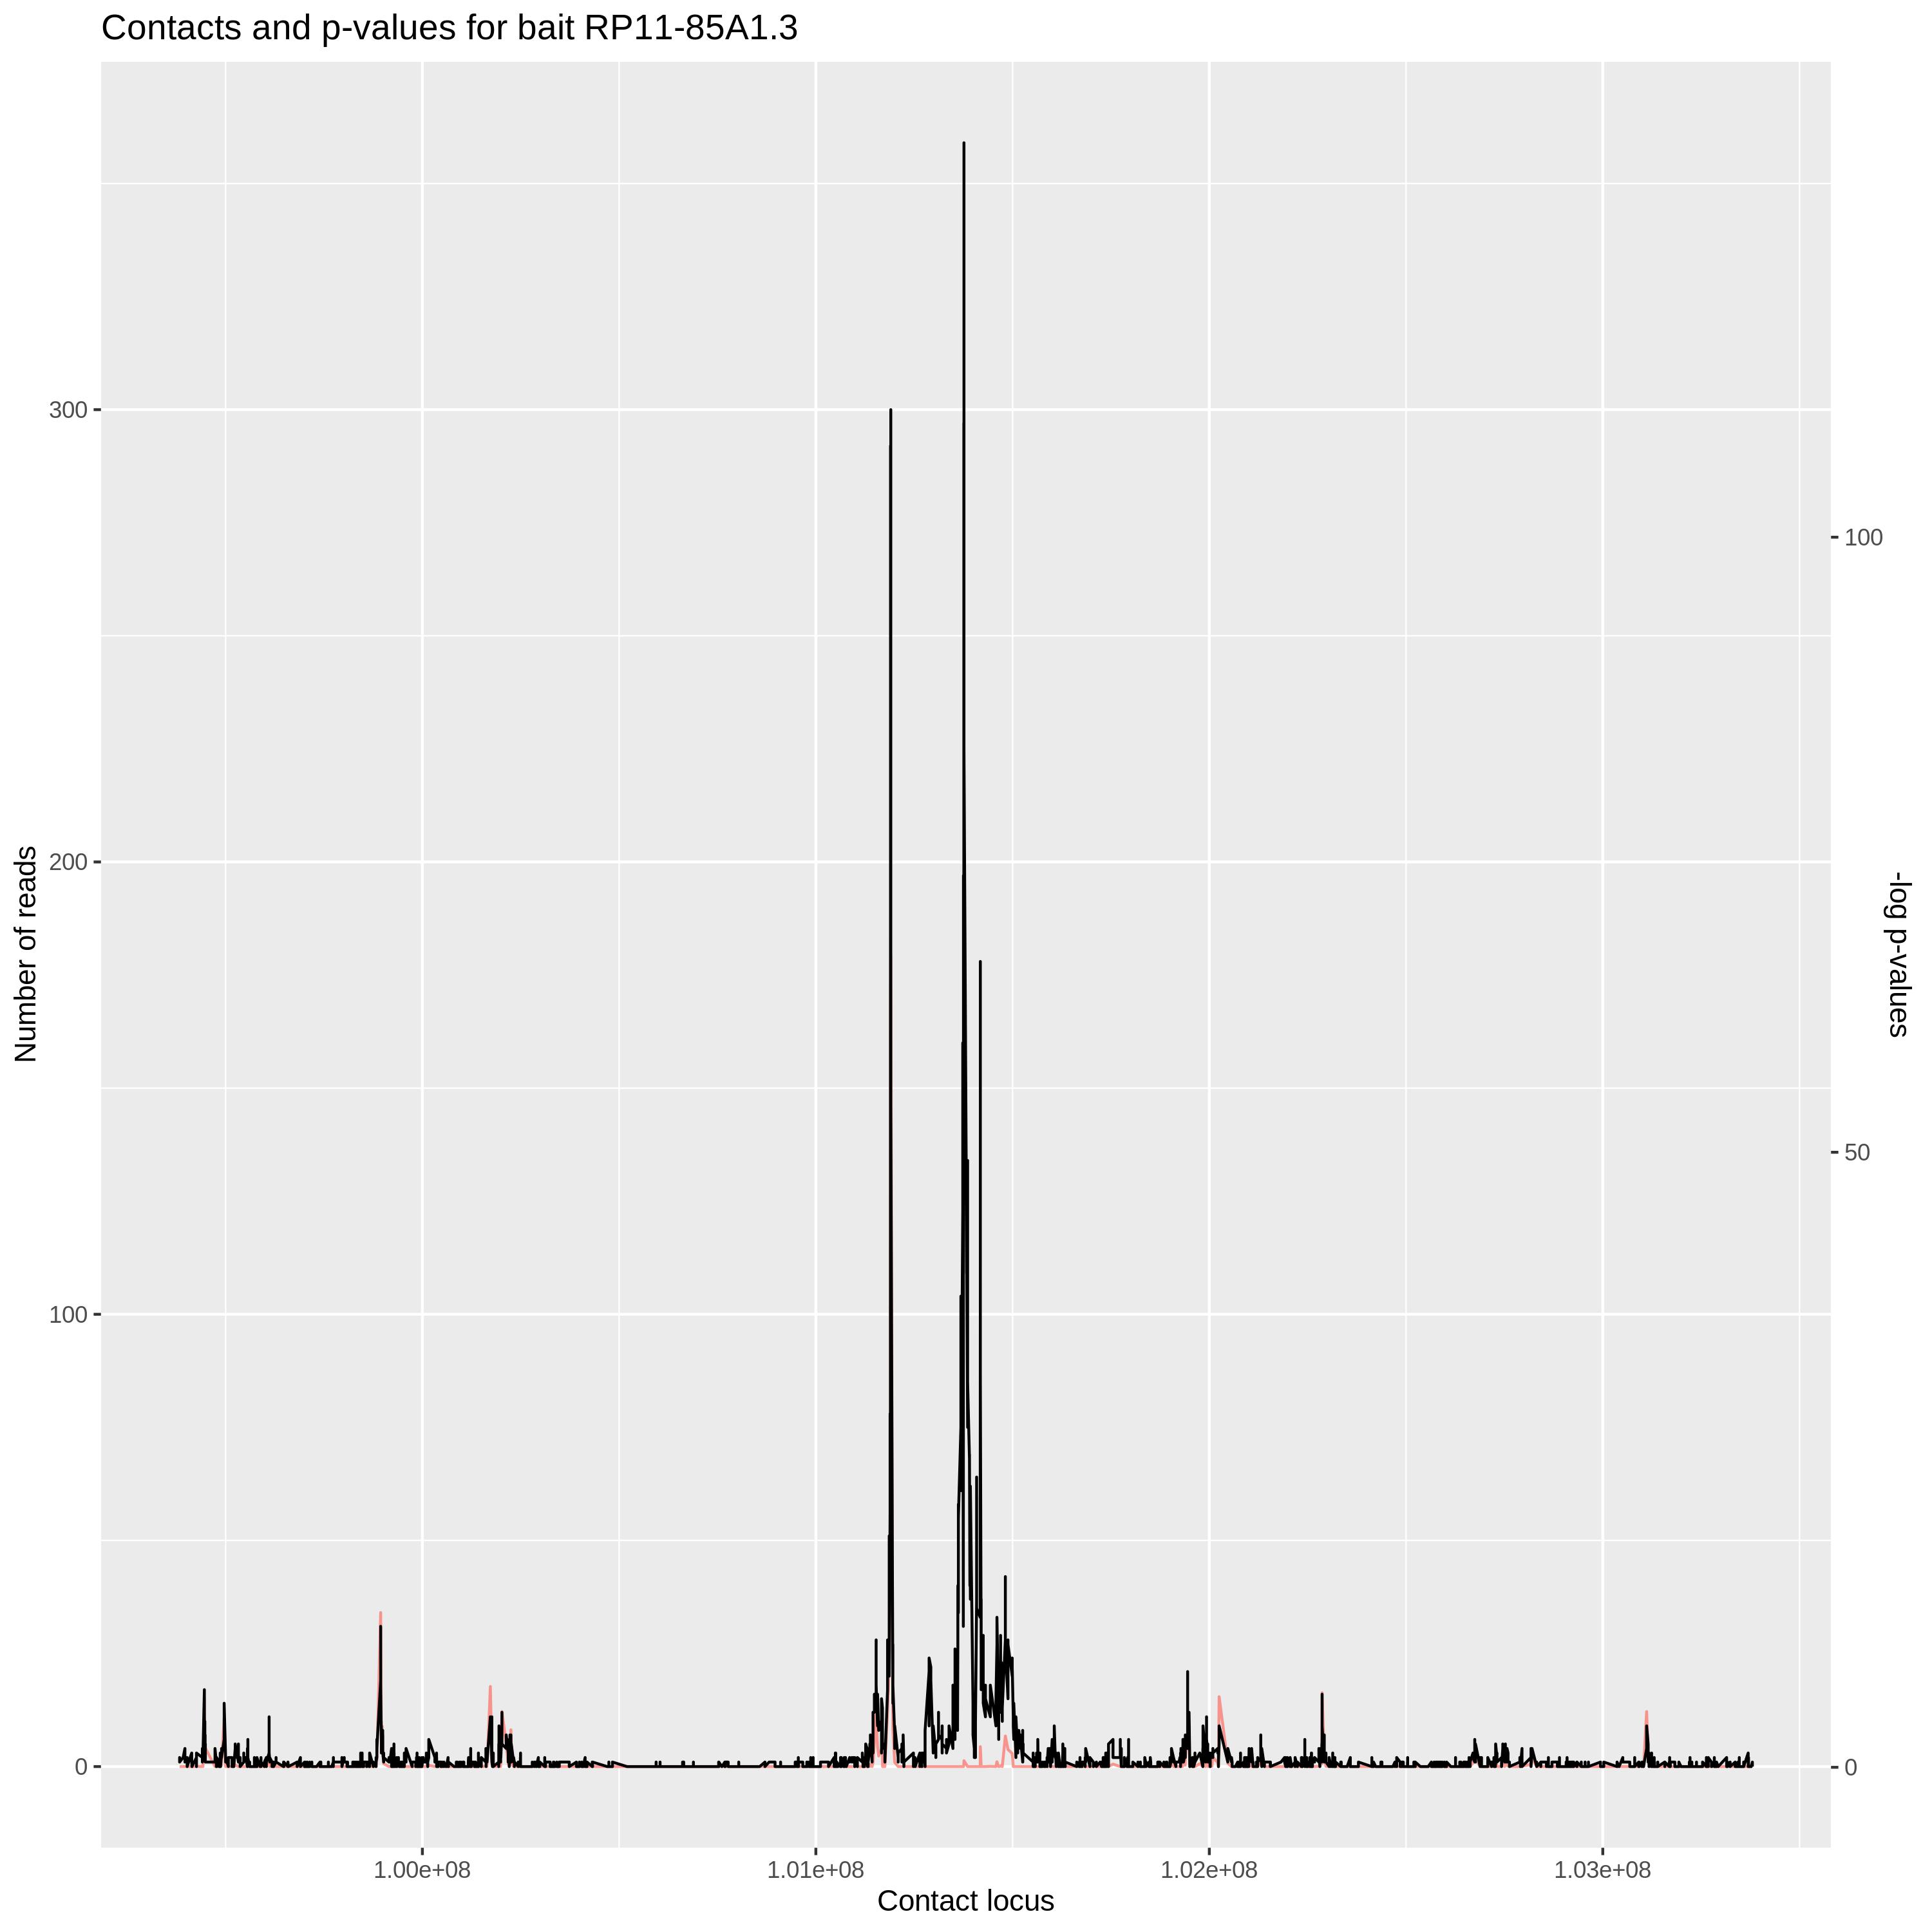 Contacts and p-values for bait RP11-85A1.3
300
200
100
0
Number of reads
100
50
0
-log p-values
1.00e+08
1.01e+08
1.02e+08
1.03e+08
Contact locus